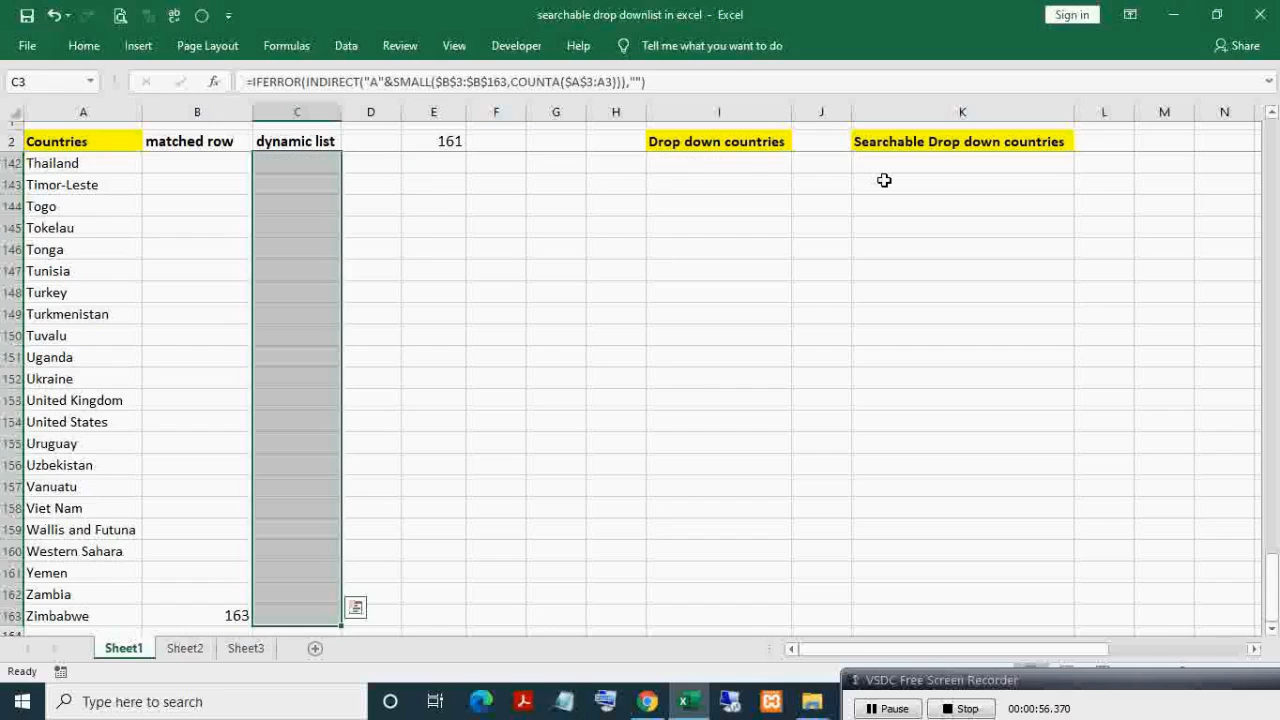 searchable drop downlist in excel - Excel
Sign in
File Home Insert Page Layout Formulas Data Review View Developer Help Tell me what you want to do Share
C3 fx =IFERROR(INDIRECT("A"&SMALL($B$3:$B$163,COUNTA($A$3:A3))),"")
A B C D E F G H I J K L M N
2 Countries matched row dynamic list 161 Drop down countries Searchable Drop down countries
142 Thailand
143 Timor-Leste
144 Togo
145 Tokelau
146 Tonga
147 Tunisia
148 Turkey
149 Turkmenistan
150 Tuvalu
151 Uganda
152 Ukraine
153 United Kingdom
154 United States
155 Uruguay
156 Uzbekistan
157 Vanuatu
158 Viet Nam
159 Wallis and Futuna
160 Western Sahara
161 Yemen
162 Zambia
163 Zimbabwe 163
Sheet1 Sheet2 Sheet3
Ready
VSDC Free Screen Recorder
Type here to search
Pause Stop 00:00:56.370